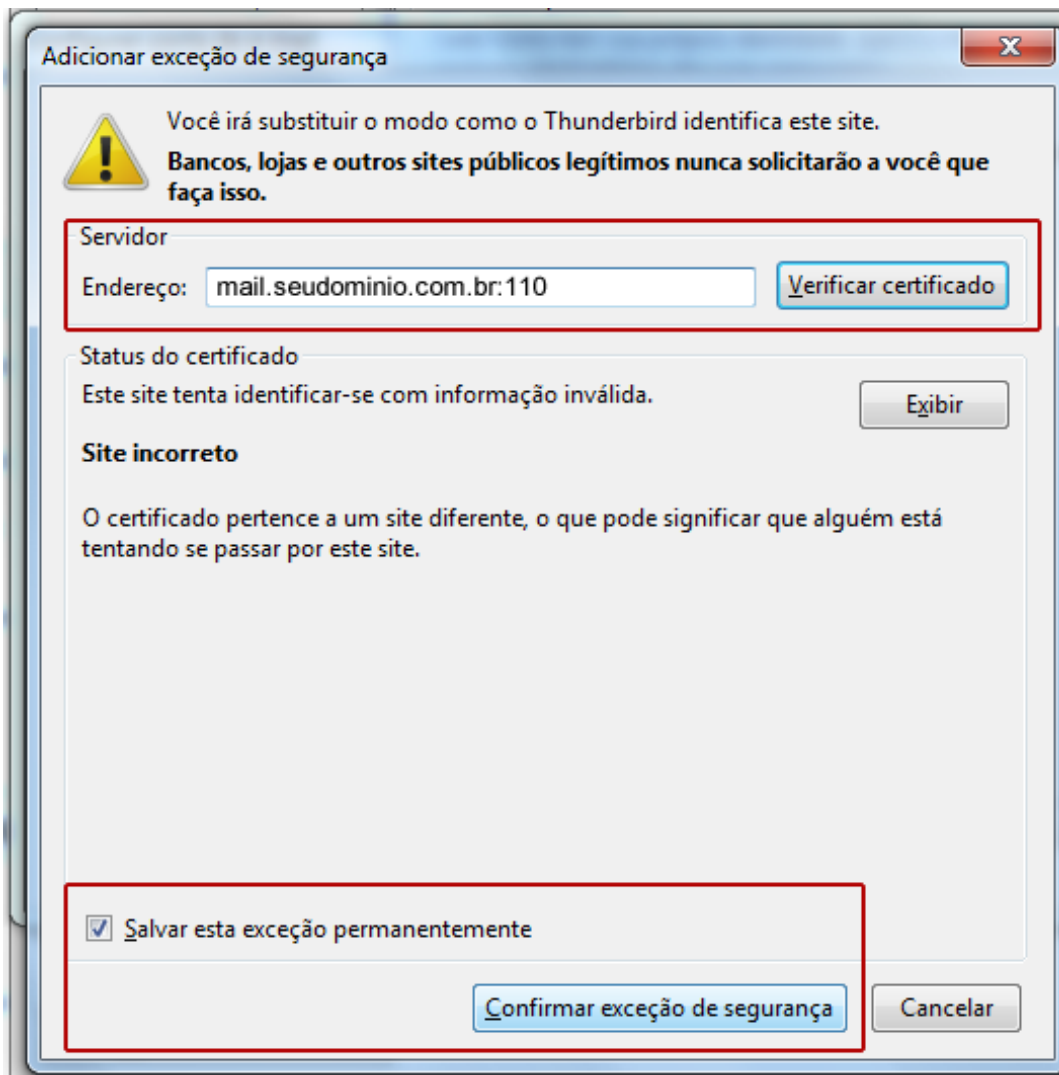 Adicionar exceção de segurança
Você irá substituir o modo como o Thunderbird identifica este site.
Bancos, lojas e outros sites públicos legítimos nunca solicitarão a você que
faça isso.
Servidor
Endereço: mail.seudominio.com.br:110 Verificar certificado
Status do certificado
Este site tenta identificar-se com informação inválida. Exibir
Site incorreto
O certificado pertence a um site diferente, o que pode significar que alguém está
tentando se passar por este site.
Salvar esta exceção permanentemente
Confirmar exceção de segurança Cancelar